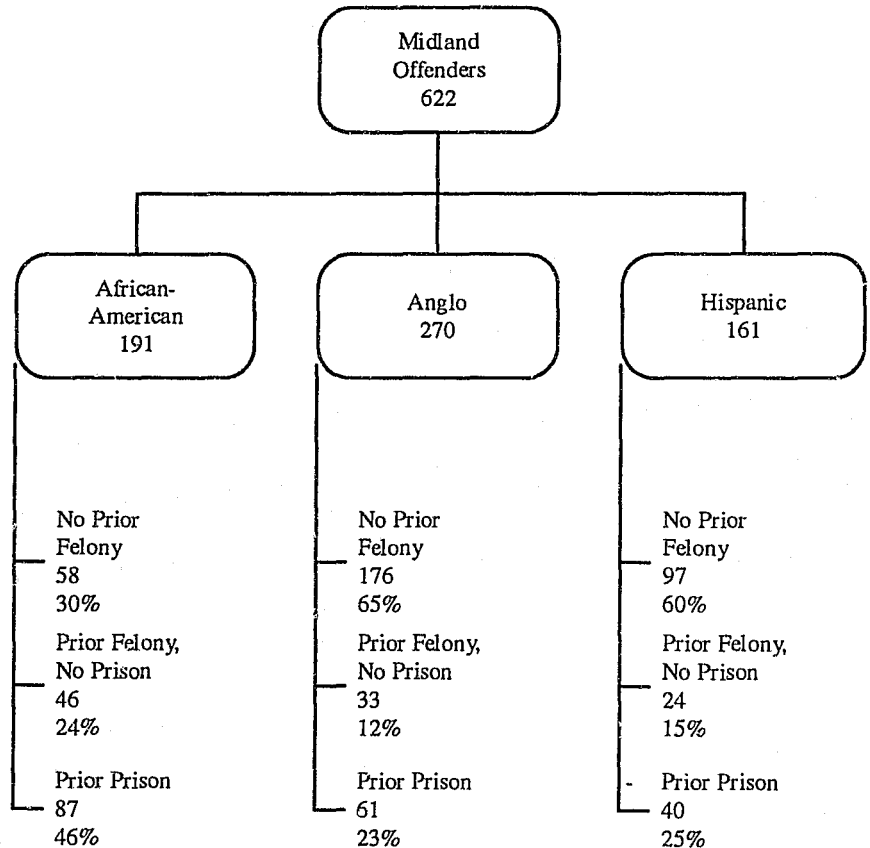 Midland
Offenders
622
African-
American
191
Anglo
270
Hispanic
161
No Prior
Felony
58
30%
Prior Felony,
No Prison
46
24%
Prior Prison
87
46%
No Prior
Felony
176
65%
Prior Felony,
No Prison
33
12%
Prior Prison
61
23%
No Prior
Felony
97
60%
Prior Felony,
No Prison
24
15%
Prior Prison
40
25%